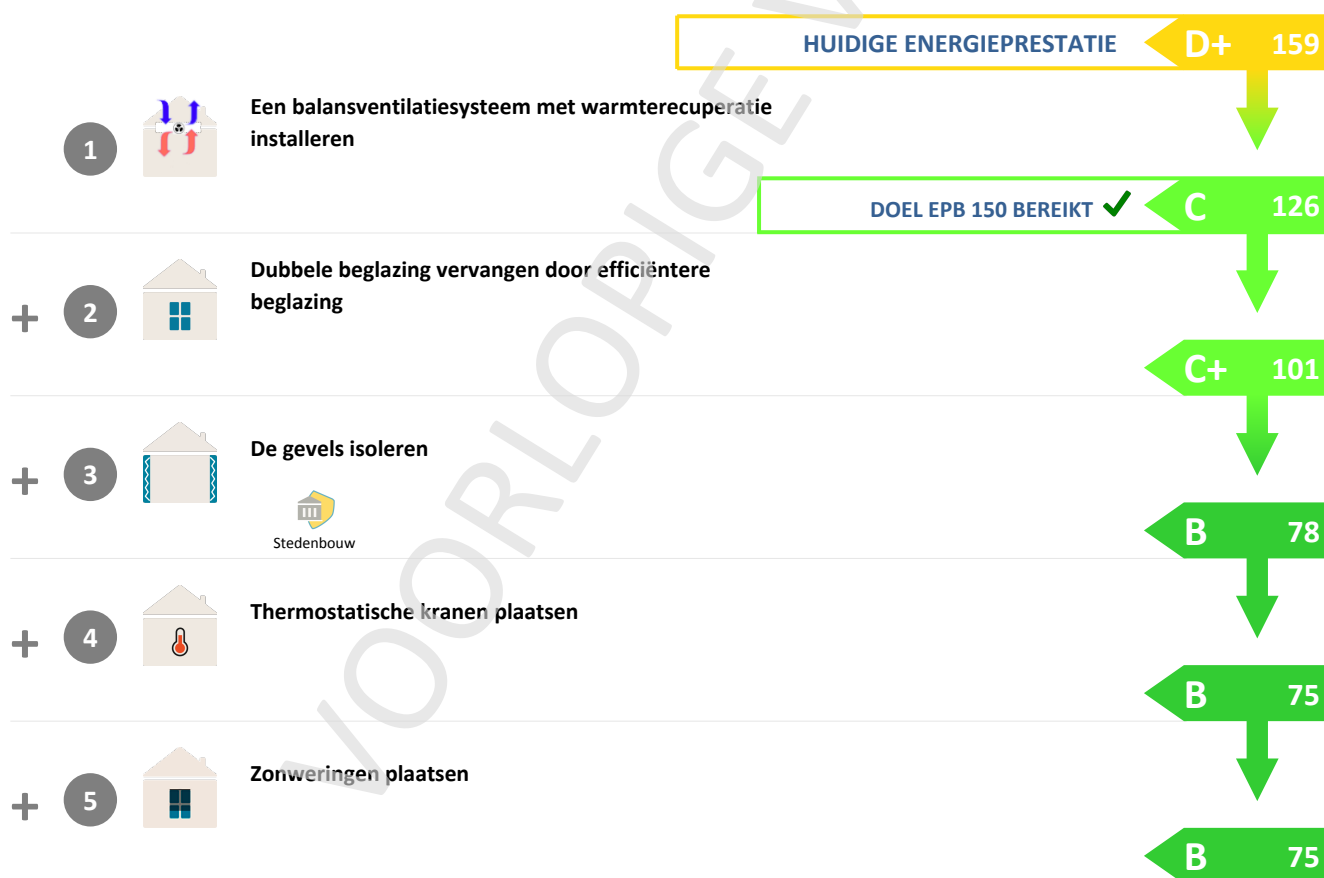 HUIDIGE ENERGIEPRESTATIE
D+ 159
1
Een balansventilatiesysteem met warmterecuperatie
installeren
DOEL EPB 150 BEREIKT
C 126
+ 2
Dubbele beglazing vervangen door efficiëntere
beglazing
C+ 101
+ 3
De gevels isoleren
Stedenbouw
B 78
+ 4
Thermostatische kranen plaatsen
B 75
+ 5
Zonweringen plaatsen
B 75
VOORLOPIGE V